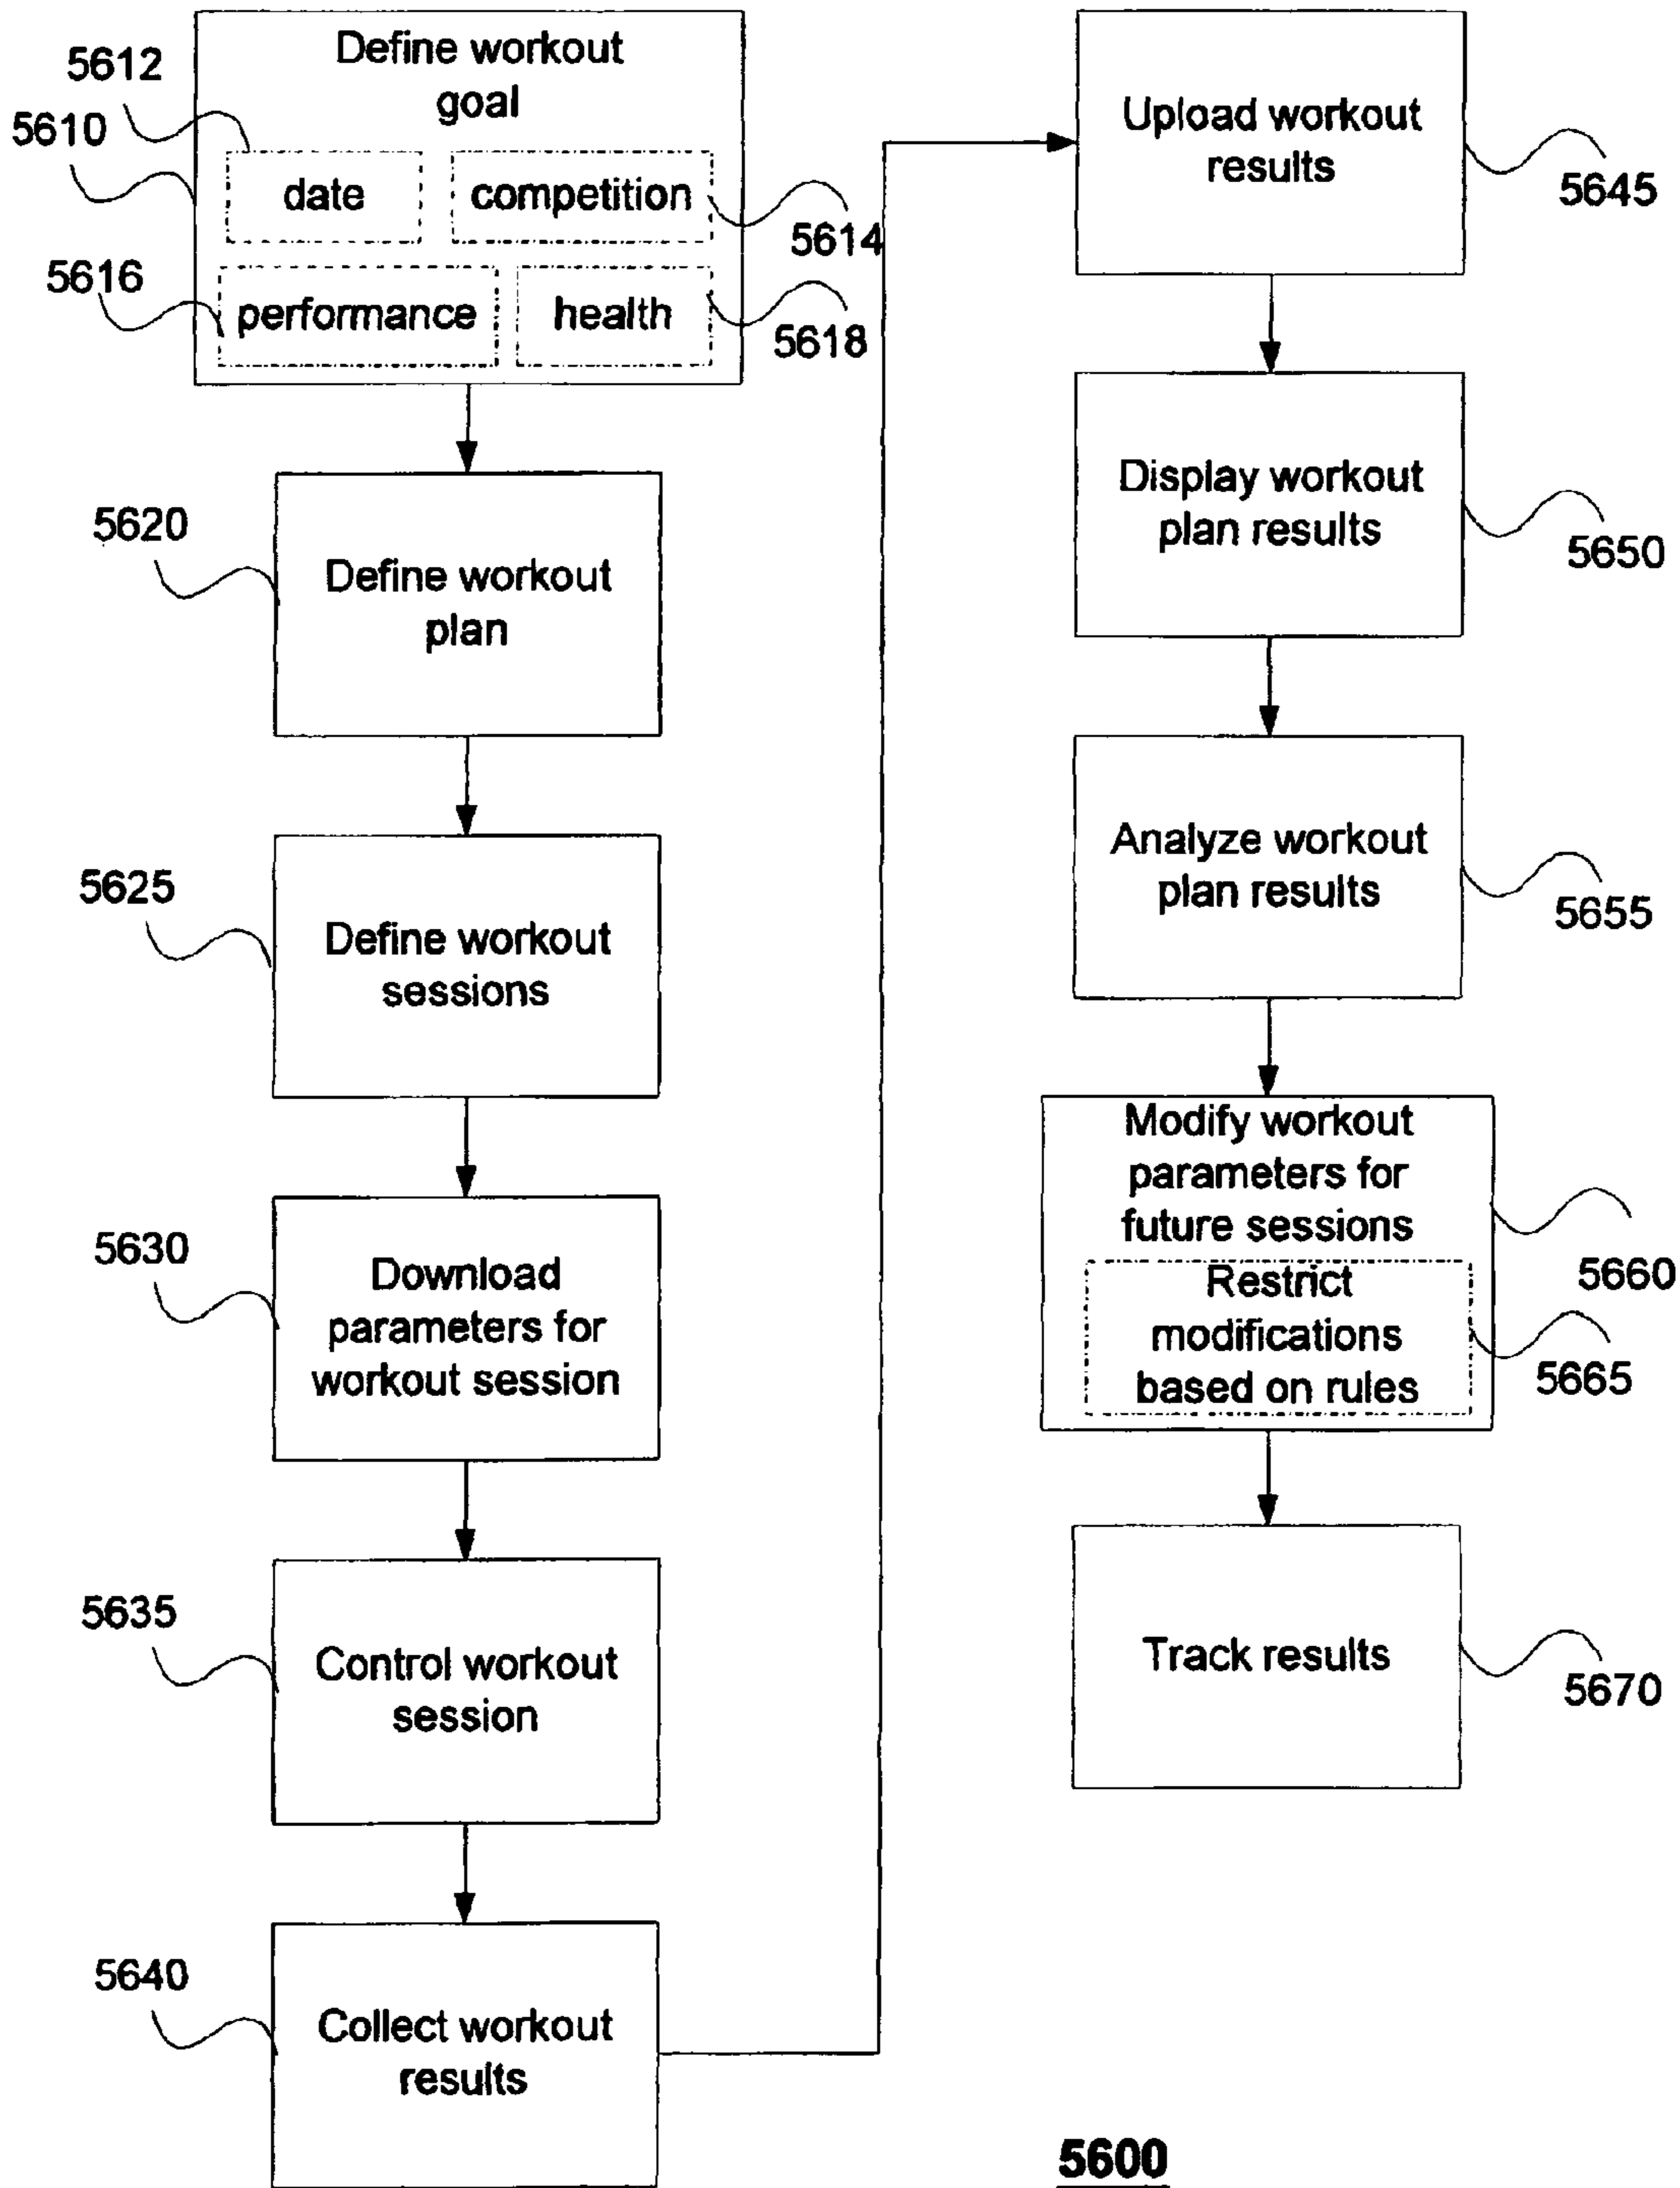 Define workout
goal
5612
5610
date
competition
5614
5616
performance
health
5618
5620
Define workout
plan
5625
Define workout
sessions
5630
Download
parameters for
workout session
5635
Control workout
session
5640
Collect workout
results
Upload workout
results
5645
Display workout
plan results
5650
Analyze workout
plan results
5655
Modify workout
parameters for
future sessions
5660
Restrict
modifications
based on rules
5665
Track results
5670
5600